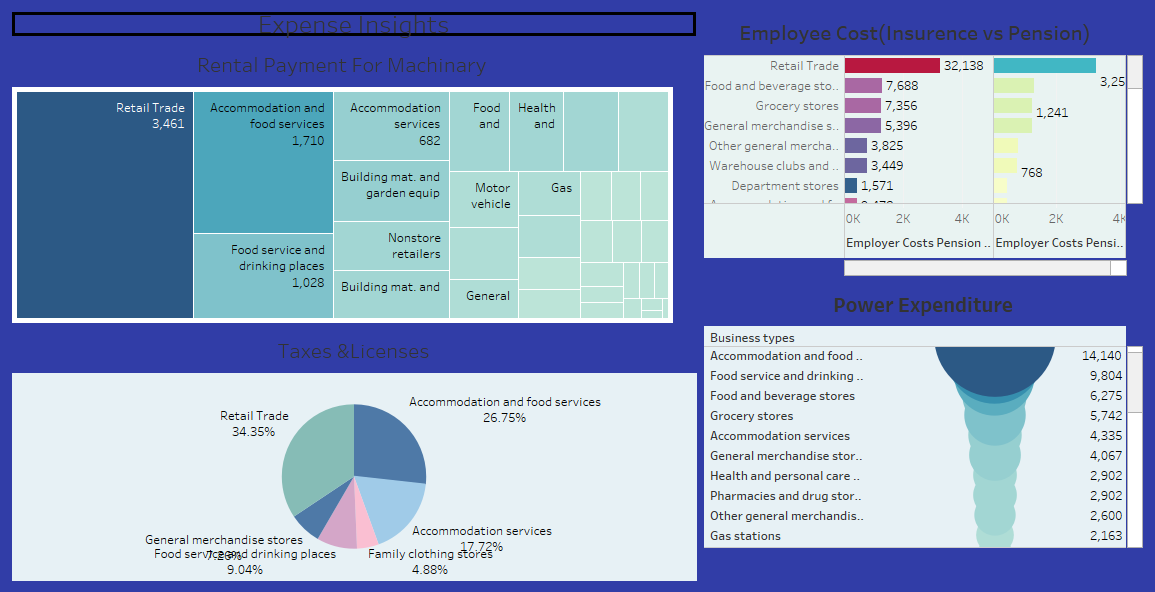 Expense Insights
Rental Payment For Machinary
Retail Trade
3,461
Accommodation and
food services
1,710
Food service and
drinking places
1,028
Accommodation
services
682
Building mat. and
garden equip
Nonstore
retailers
Building mat. and
Food
and
Health
and
Motor
vehicle
Gas
General
Taxes &Licenses
Retail Trade
34.35%
Accommodation and food services
26.75%
Accommodation services
17.72%
General merchandise stores
7.26%
Food service and drinking places
9.04%
Family clothing stores
4.88%
Employee Cost(Insurence vs Pension)
Retail Trade 32,138 3,25
Food and beverage sto.. 7,688
Grocery stores 7,356 1,241
General merchandise s.. 5,396
Other general mercha.. 3,825
Warehouse clubs and .. 3,449 768
Department stores 1,571
0K 2K 4K 0K 2K 4K
Employer Costs Pension .. Employer Costs Pensi..
Power Expenditure
Business types
Accommodation and food .. 14,140
Food service and drinking .. 9,804
Food and beverage stores 6,275
Grocery stores 5,742
Accommodation services 4,335
General merchandise stor.. 4,067
Health and personal care .. 2,902
Pharmacies and drug stor.. 2,902
Other general merchandis.. 2,600
Gas stations 2,163